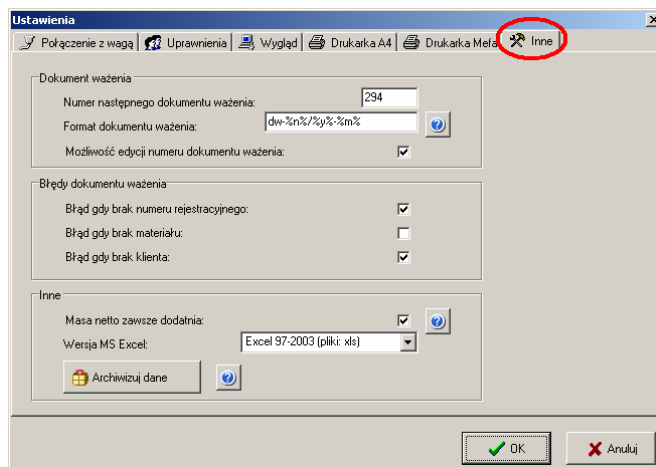 Ustawienia
Połączenie z wagą Uprawnienia Wygląd Drukarka A4 Drukarka Mefa Inne
Dokument ważenia
Numer następnego dokumentu ważenia: 294
Format dokumentu ważenia: dw-%n%/%y%-%m%
Możliwość edycji numeru dokumentu ważenia:
Błędy dokumentu ważenia
Błąd gdy brak numeru rejestracyjnego:
Błąd gdy brak materiału:
Błąd gdy brak klienta:
Inne
Masa netto zawsze dodatnia:
Wersja MS Excel: Excel 97-2003 (pliki: xls)
Archiwizuj dane
OK Anuluj